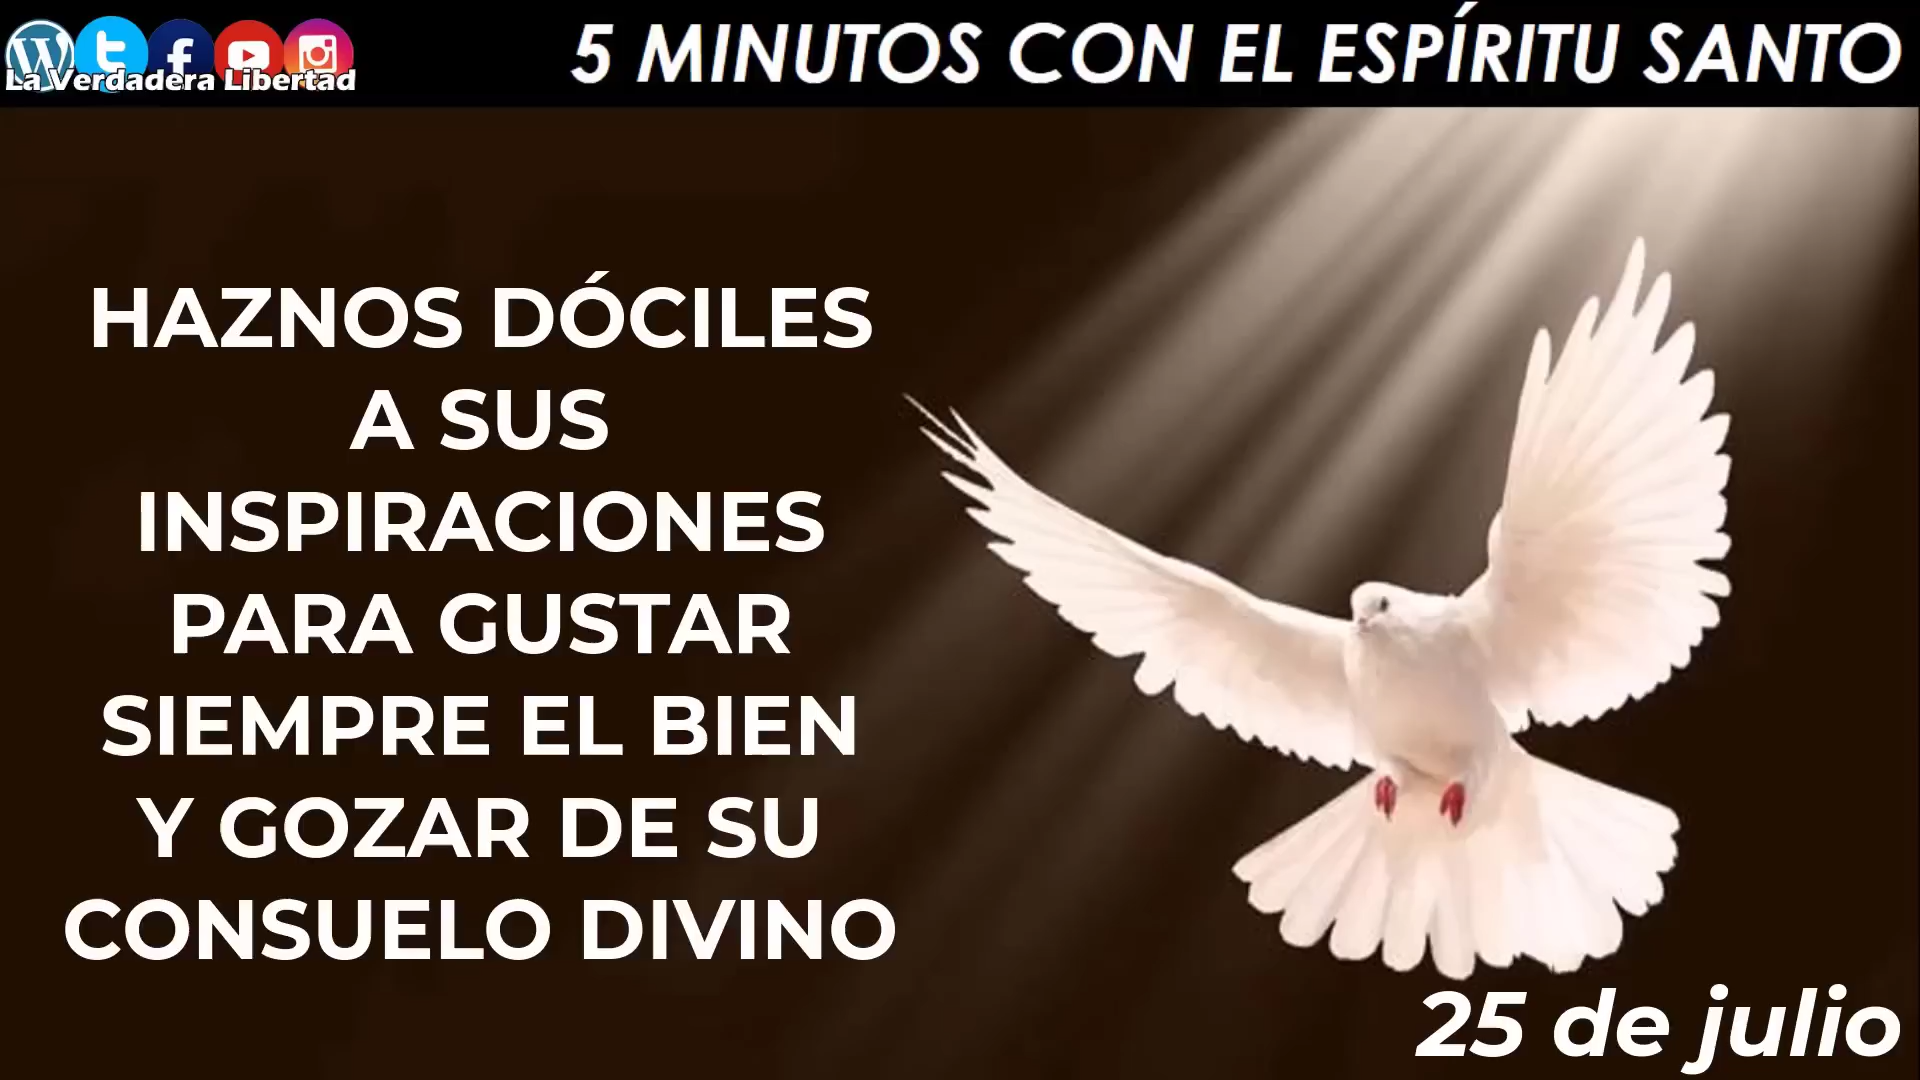 La Verdadera Libertad
5 MINUTOS CON EL ESPÍRITU SANTO
HAZNOS DÓCILES
A SUS
INSPIRACIONES
PARA GUSTAR
SIEMPRE EL BIEN
Y GOZAR DE SU
CONSUELO DIVINO
25 de julio